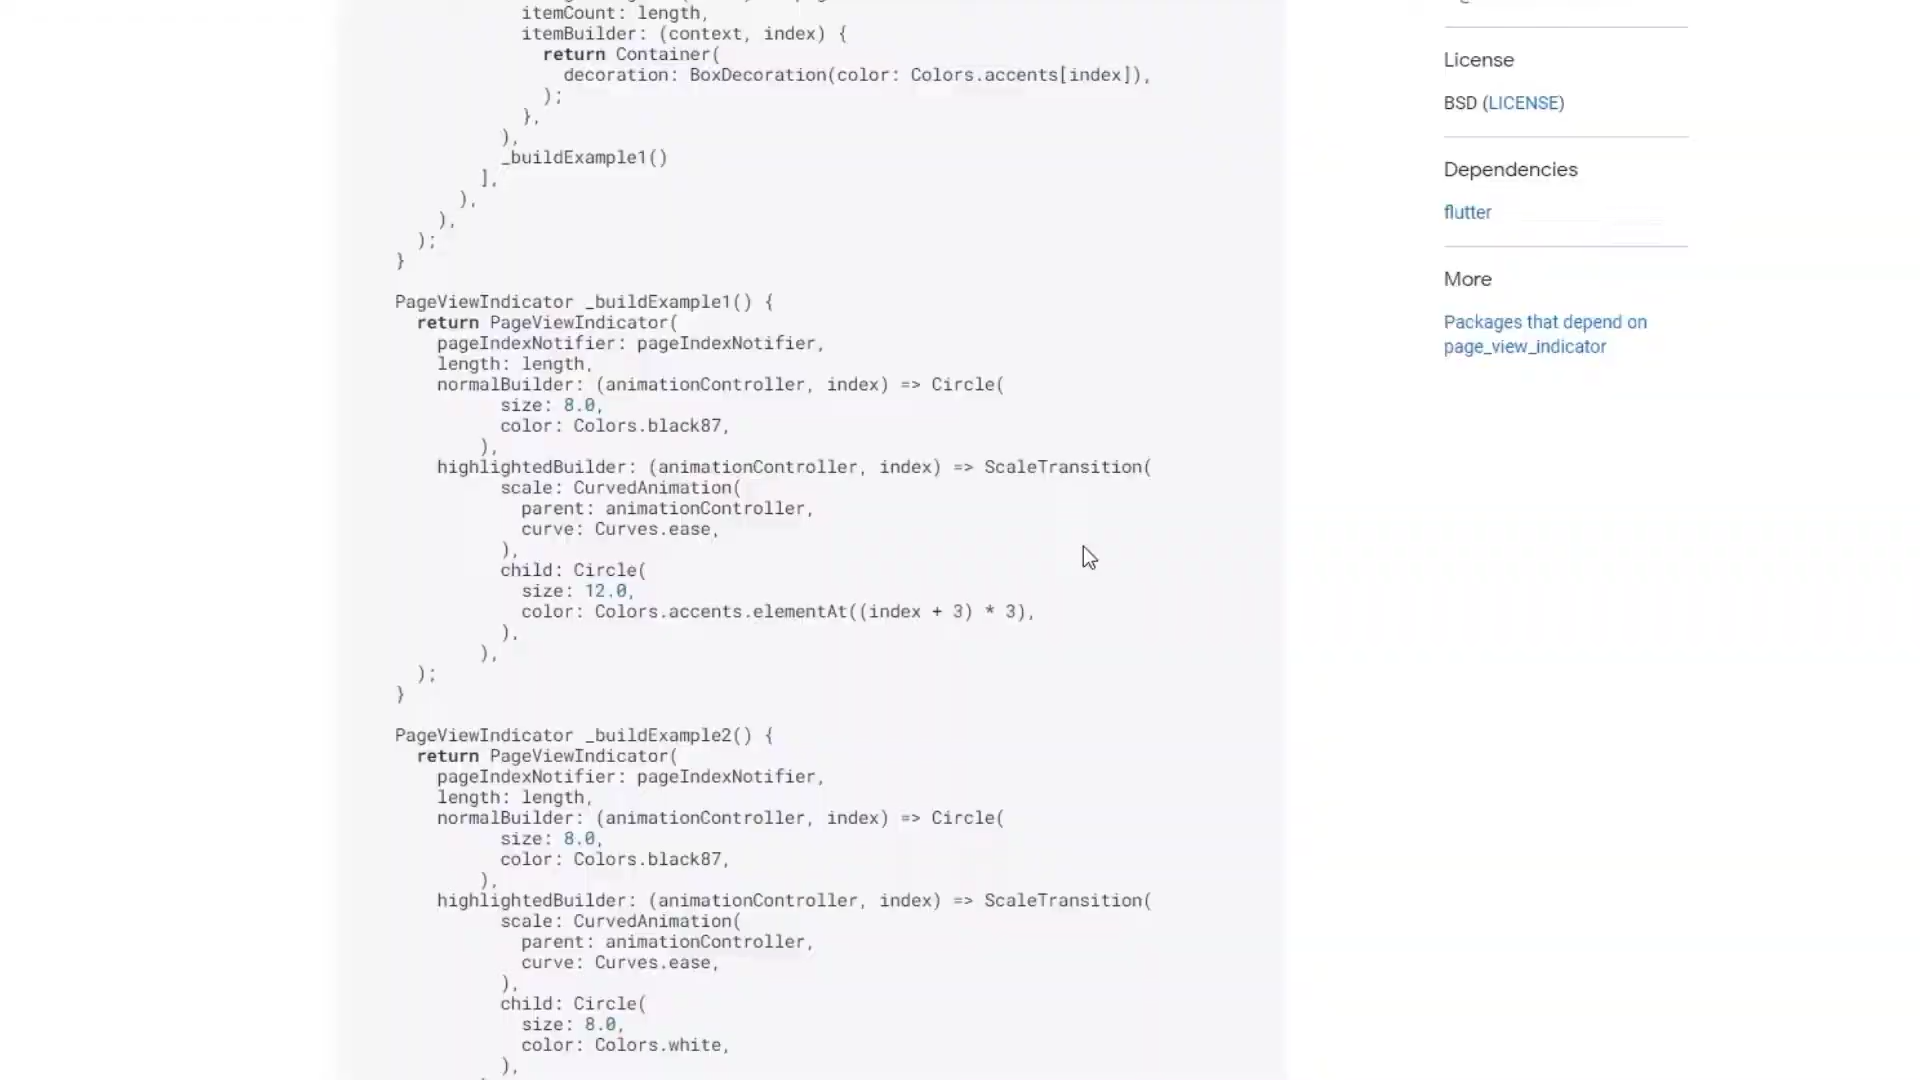 itemCount: length,
itemBuilder: (context, index) {
return Container(
decoration: BoxDecoration(color: Colors.accents[index]),
);
},
),
_buildExample1()
],
),
),
);
}
PageViewIndicator _buildExample1() {
return PageViewIndicator(
pageIndexNotifier: pageIndexNotifier,
length: length,
normalBuilder: (animationController, index) => Circle(
size: 8.0,
color: Colors.black87,
),
highlightedBuilder: (animationController, index) => ScaleTransition(
scale: CurvedAnimation(
parent: animationController,
curve: Curves.ease,
),
child: Circle(
size: 12.0,
color: Colors.accents.elementAt((index + 3) * 3),
),
),
);
}
PageViewIndicator _buildExample2() {
return PageViewIndicator(
pageIndexNotifier: pageIndexNotifier,
length: length,
normalBuilder: (animationController, index) => Circle(
size: 8.0,
color: Colors.black87,
),
highlightedBuilder: (animationController, index) => ScaleTransition(
scale: CurvedAnimation(
parent: animationController,
curve: Curves.ease,
),
child: Circle(
size: 8.0,
color: Colors.white,
),
License
BSD (LICENSE)
Dependencies
flutter
More
Packages that depend on
page_view_indicator